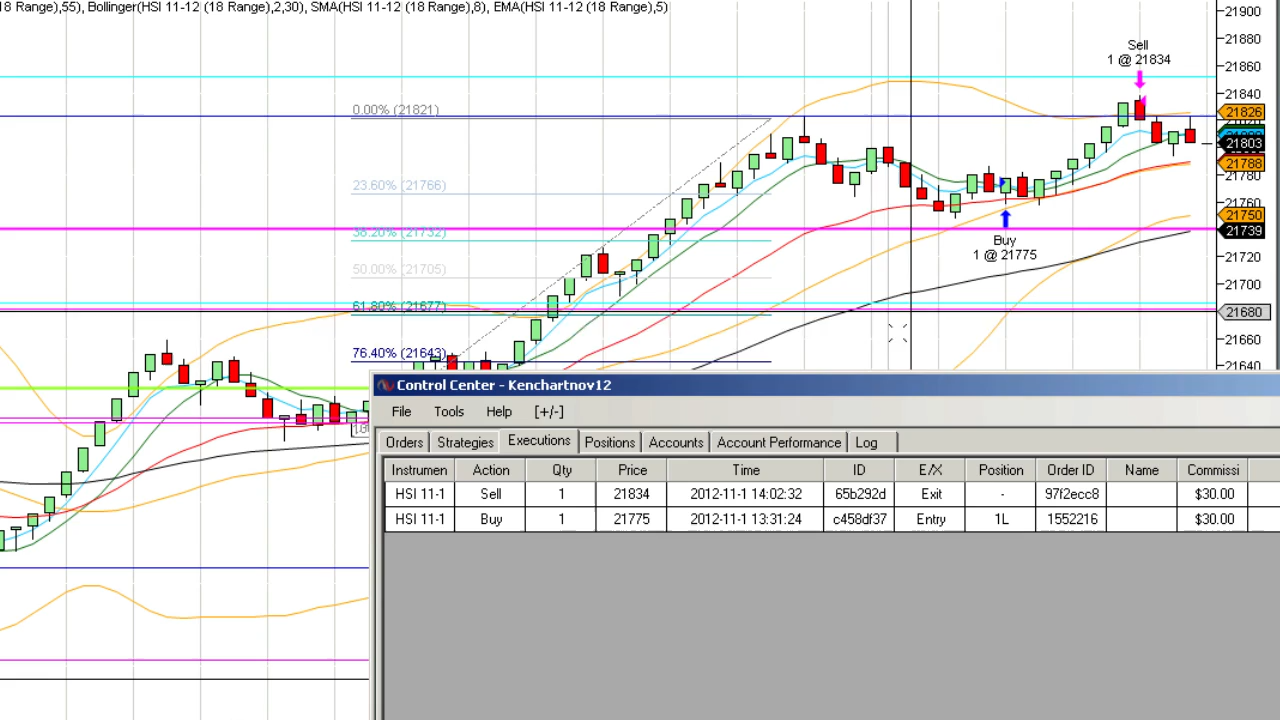 18 Range),55), Bollinger(HSI 11-12 (18 Range),2,30), SMA(HSI 11-12 (18 Range),8), EMA(HSI 11-12 (18 Range),5)
21900
21880
Sell
1 @ 21834
21860
21840
0.00% (21821)
21826
21803
21788
21780
23.60% (21766)
21760
21750
38.20% (21732)
21739
Buy
1 @ 21775
21720
50.00% (21705)
21700
61.80% (21677)
21680
21660
76.40% (21643)
21640
Control Center - Kenchartnov12
File Tools Help [+/-]
Orders Strategies Executions Positions Accounts Account Performance Log
Instrumen Action Qty Price Time ID E/X Position Order ID Name Commissi
HSI 11-1 Sell 1 21834 2012-11-1 14:02:32 65b292d Exit - 97f2ecc8 $30.00
HSI 11-1 Buy 1 21775 2012-11-1 13:31:24 c458df37 Entry 1L 1552216 $30.00